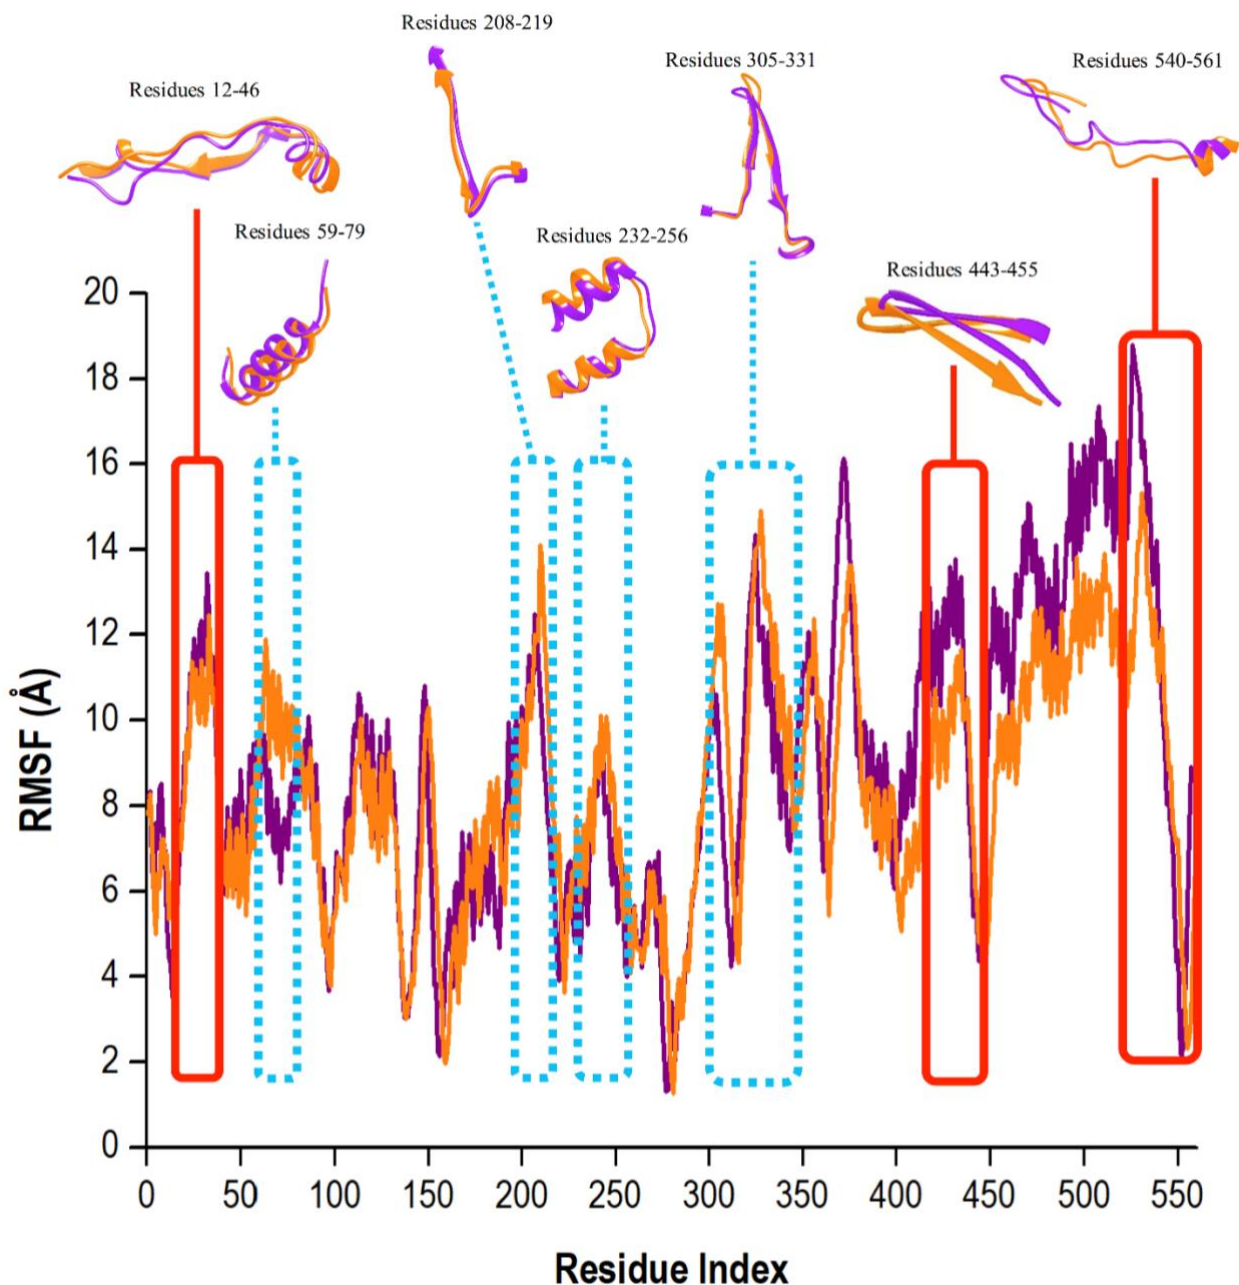 Residues 208-219
Residues 305-331
Residues 540-561
Residues 12-46
Residues 59-79
Residues 232-256
Residues 443-455
20
18
16
14
12
10
8
6
4
2
0
RMSF (Å)
0 50 100 150 200 250 300 350 400 450 500 550
Residue Index